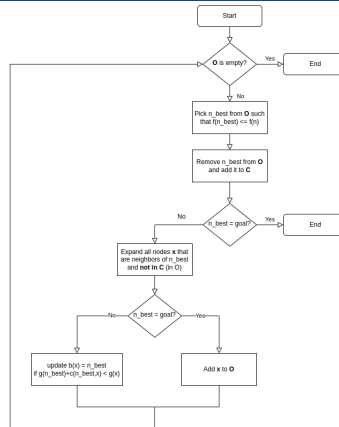 Start
O is empty?
Yes
End
No
Pick n_best from O such
that f(n_best) <= f(n)
Remove n_best from O
and add it to C
n_best = goal?
Yes
End
No
Expand all nodes x that
are neighbors of n_best
and not in C (in O)
n_best = goal?
No
Yes
update b(x) = n_best
if g(n_best)+c(n_best,x) < g(x)
Add x to O